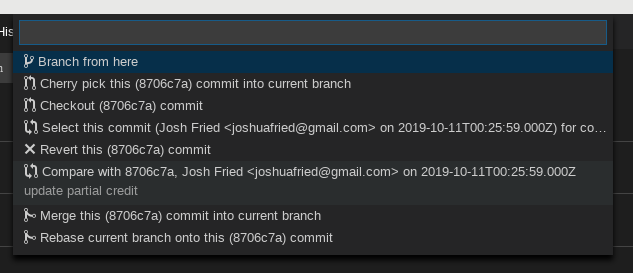 His
Branch from here
Cherry pick this (8706c7a) commit into current branch
Checkout (8706c7a) commit
Select this commit (Josh Fried <joshuafried@gmail.com> on 2019-10-11T00:25:59.000Z) for co…
Revert this (8706c7a) commit
Compare with 8706c7a, Josh Fried <joshuafried@gmail.com> on 2019-10-11T00:25:59.000Z
update partial credit
Merge this (8706c7a) commit into current branch
Rebase current branch onto this (8706c7a) commit